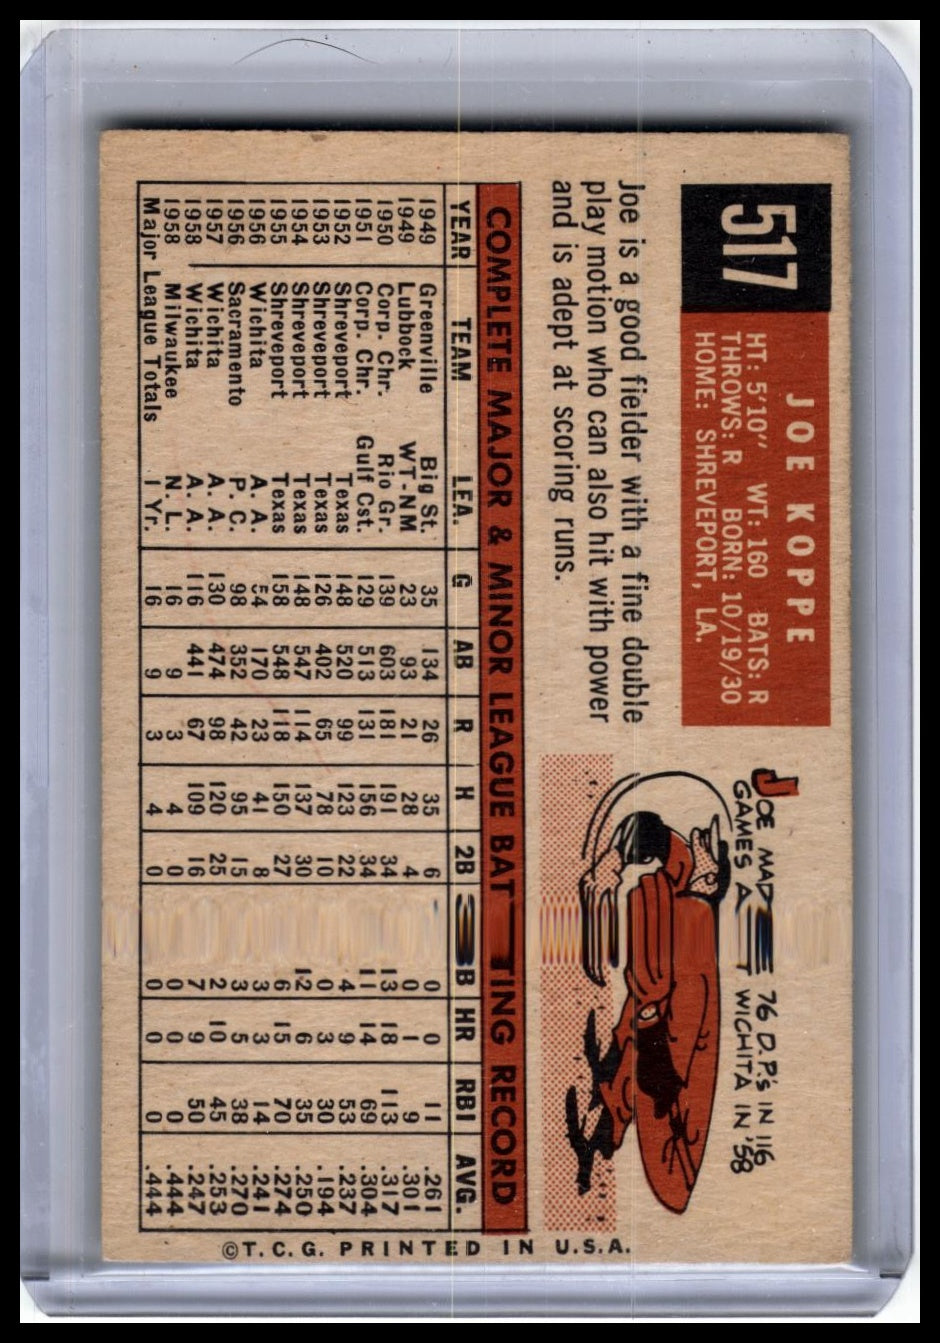 517
JOE KOPPE
HT: 5'10" WT: 160 BATS: R
THROWS: R BORN: 10/19/30
HOME: SHREVEPORT, LA.
Joe is a good fielder with a fine double
play motion who can also hit with power
and is adept at scoring runs.
JOE MADE 76 D.P.'s IN 116
GAMES AT WICHITA IN '58
COMPLETE MAJOR & MINOR LEAGUE BATTING RECORD
YEAR TEAM LEA. G AB R H 2B 3B HR RBI AVG.
1949 Greenville Big St. 35 134 26 35 6 0 0 11 .261
1949 Lubbock WT-NM 23 93 21 28 4 0 1 9 .301
1950 Corp. Chr. Rio Gr. 139 603 181 191 34 13 18 113 .317
1951 Corp. Chr. Gulf Cst. 129 513 131 156 34 11 14 69 .304
1952 Shreveport Texas 148 520 99 123 22 4 9 53 .237
1953 Shreveport Texas 126 402 65 78 10 0 3 30 .194
1954 Shreveport Texas 148 547 114 137 30 12 6 35 .250
1955 Shreveport Texas 158 548 118 150 27 6 15 70 .274
1956 Wichita A. A. 54 170 23 41 8 3 3 14 .241
1956 Sacramento P. C. 98 352 42 95 15 3 5 38 .270
1957 Wichita A. A. 130 474 98 120 25 2 10 45 .253
1958 Wichita A. A. 116 441 67 109 16 7 9 50 .247
1958 Milwaukee N. L. 16 9 3 4 0 0 0 0 .444
Major League Totals 1 Yr. 16 9 3 4 0 0 0 0 .444
©T.C.G. PRINTED IN U.S.A.